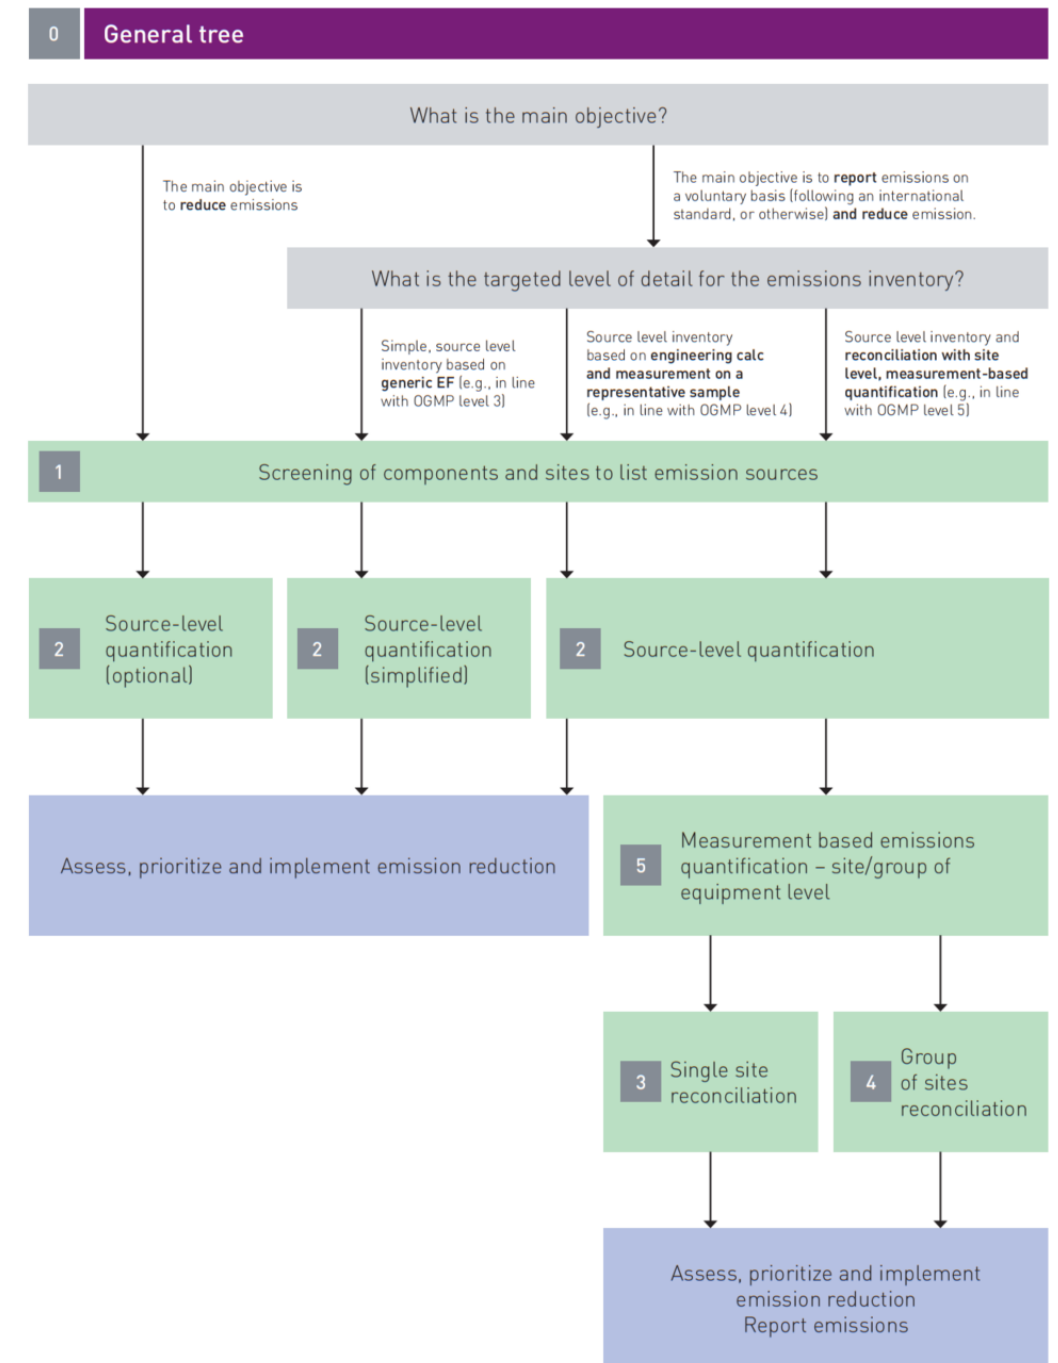 0
General tree
What is the main objective?
The main objective is
to reduce emissions
The main objective is to report emissions on
a voluntary basis (following an international
standard, or otherwise) and reduce emission.
What is the targeted level of detail for the emissions inventory?
Simple, source level
inventory based on
generic EF (e.g., in line
with OGMP level 3)
Source level inventory
based on engineering calc
and measurement on a
representative sample
(e.g., in line with OGMP level 4)
Source level inventory and
reconciliation with site
level, measurement-based
quantification (e.g., in line
with OGMP level 5)
1
Screening of components and sites to list emission sources
2
Source-level
quantification
(optional)
2
Source-level
quantification
(simplified)
2
Source-level quantification
Assess, prioritize and implement emission reduction
5
Measurement based emissions
quantification – site/group of
equipment level
3
Single site
reconciliation
4
Group
of sites
reconciliation
Assess, prioritize and implement
emission reduction
Report emissions